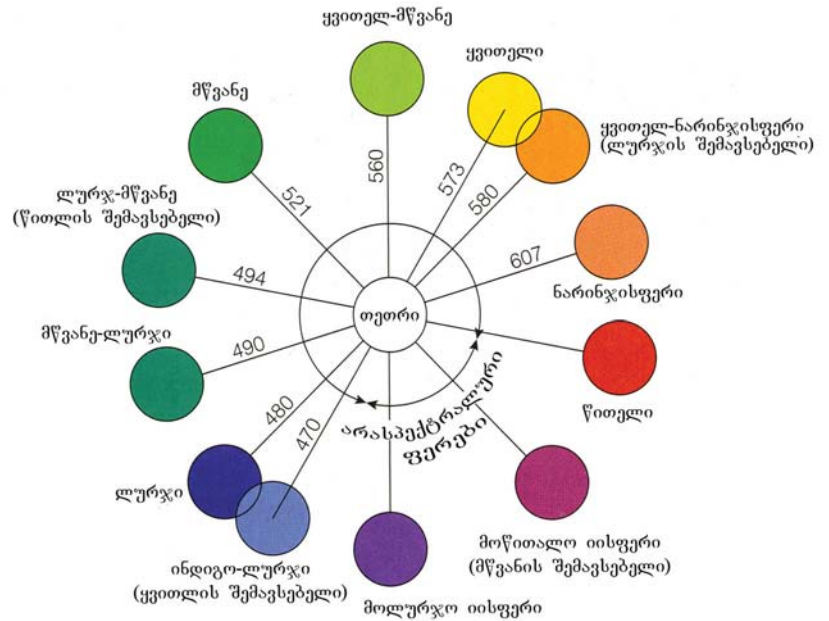 ყვითელ-მწვანე
ყვითელი
მწვანე
ყვითელ-ნარინჯისფერი
(ლურჯის შემავსებელი)
560
573
580
521
ლურჯ-მწვანე
(წითლის შემავსებელი)
494
607
ნარინჯისფერი
თეთრი
მწვანე-ლურჯი
490
წითელი
480
470
არასპექტრალური
ფერები
ლურჯი
ინდიგო-ლურჯი
(ყვითლის შემავსებელი)
მოლურჯო იისფერი
მოწითალო იისფერი
(მწვანის შემავსებელი)